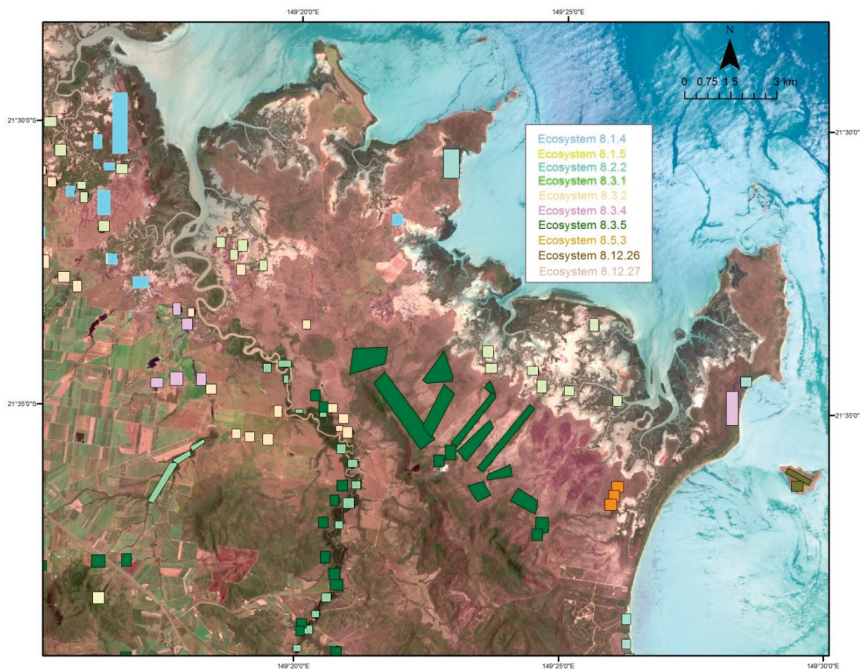 149°20'0"E
149°25'0"E
N
0 0.75 1.5 3 km
21°30'0"S
21°30'0"S
Ecosystem 8.1.4
Ecosystem 8.1.5
Ecosystem 8.2.2
Ecosystem 8.3.1
Ecosystem 8.3.2
Ecosystem 8.3.4
Ecosystem 8.3.5
Ecosystem 8.5.3
Ecosystem 8.12.26
Ecosystem 8.12.27
21°35'0"S
21°35'0"S
149°20'0"E
149°25'0"E
149°30'0"E